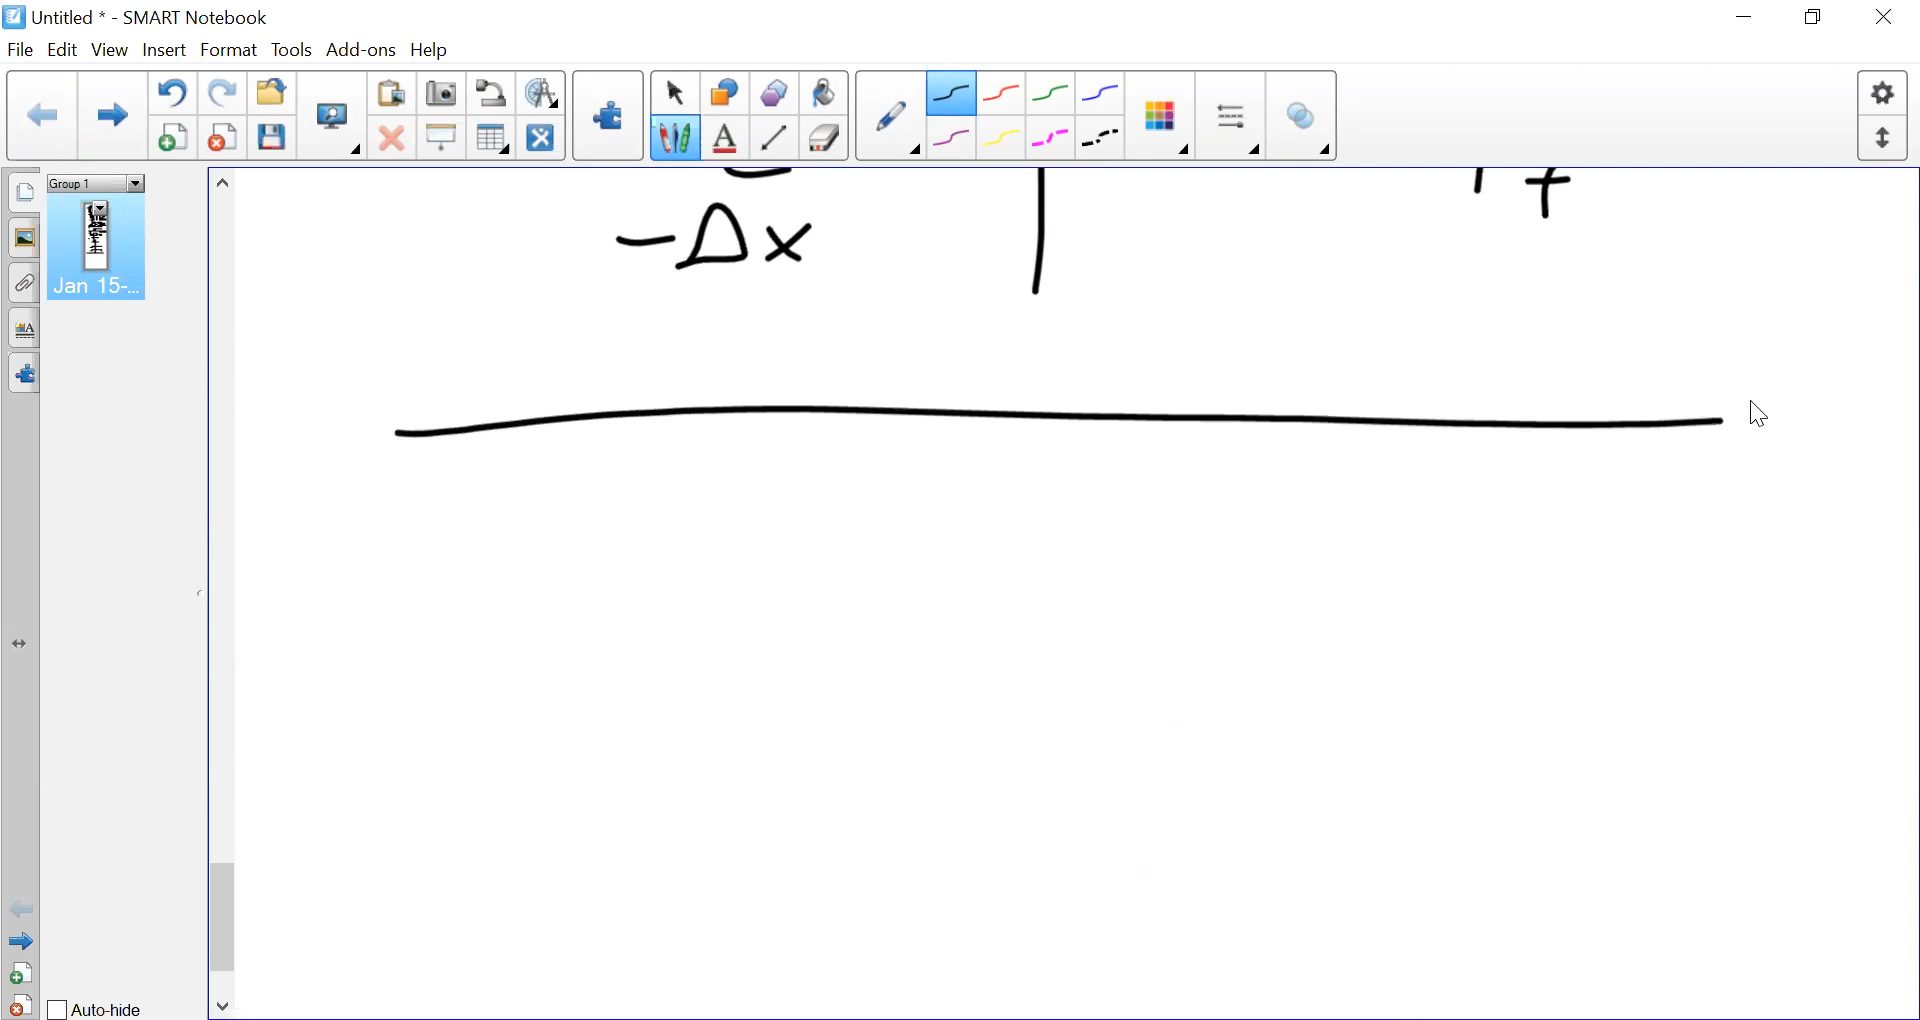 Untitled * - SMART Notebook
File Edit View Insert Format Tools Add-ons Help
Group 1
Jan 15-...
-Δx
Auto-hide